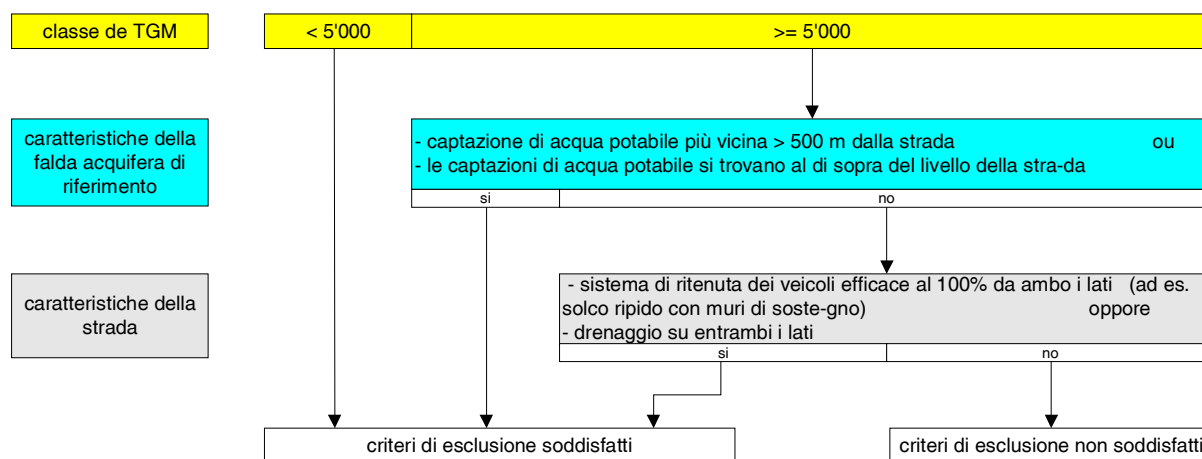 classe de TGM
< 5'000
>= 5'000
caratteristiche della
falda acquifera di
riferimento
- captazione di acqua potabile più vicina > 500 m dalla strada ou
- le captazioni di acqua potabile si trovano al di sopra del livello della stra-da
si
no
caratteristiche della
strada
- sistema di ritenuta dei veicoli efficace al 100% da ambo i lati (ad es.
solco ripido con muri di soste-gno) oppore
- drenaggio su entrambi i lati
si
no
criteri di esclusione soddisfatti
criteri di esclusione non soddisfatti